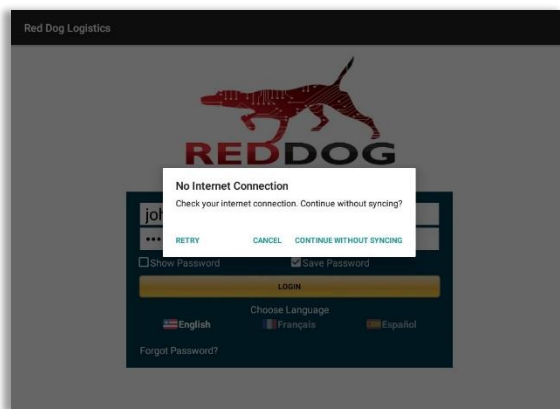 Red Dog Logistics
REDDOG
No Internet Connection
Check your internet connection. Continue without syncing?
RETRY CANCEL CONTINUE WITHOUT SYNCING
joh
Show Password Save Password
LOGIN
Choose Language
English Français Español
Forgot Password?